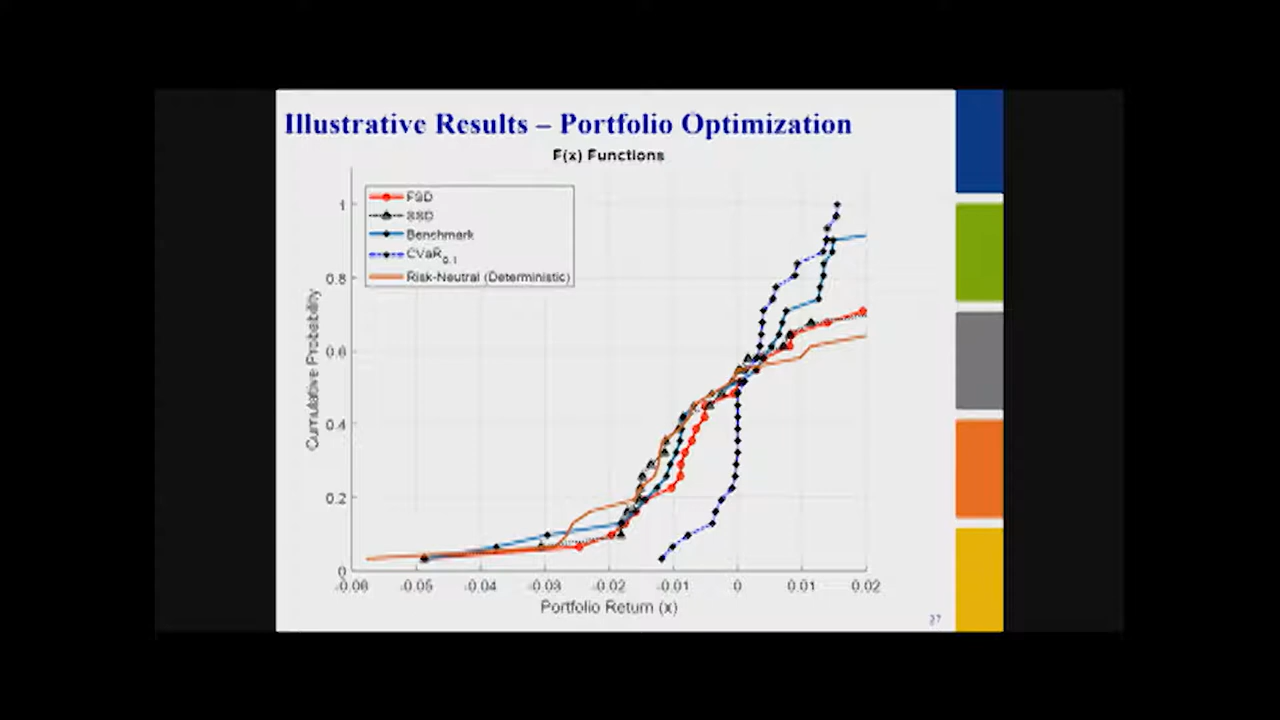 Illustrative Results – Portfolio Optimization
F(x) Functions
FSD
SSD
Benchmark
CVaR0.1
Risk-Neutral (Deterministic)
Cumulative Probability
1
0.8
0.6
0.4
0.2
0
-0.06 -0.05 -0.04 -0.03 -0.02 -0.01 0 0.01 0.02
Portfolio Return (x)
27